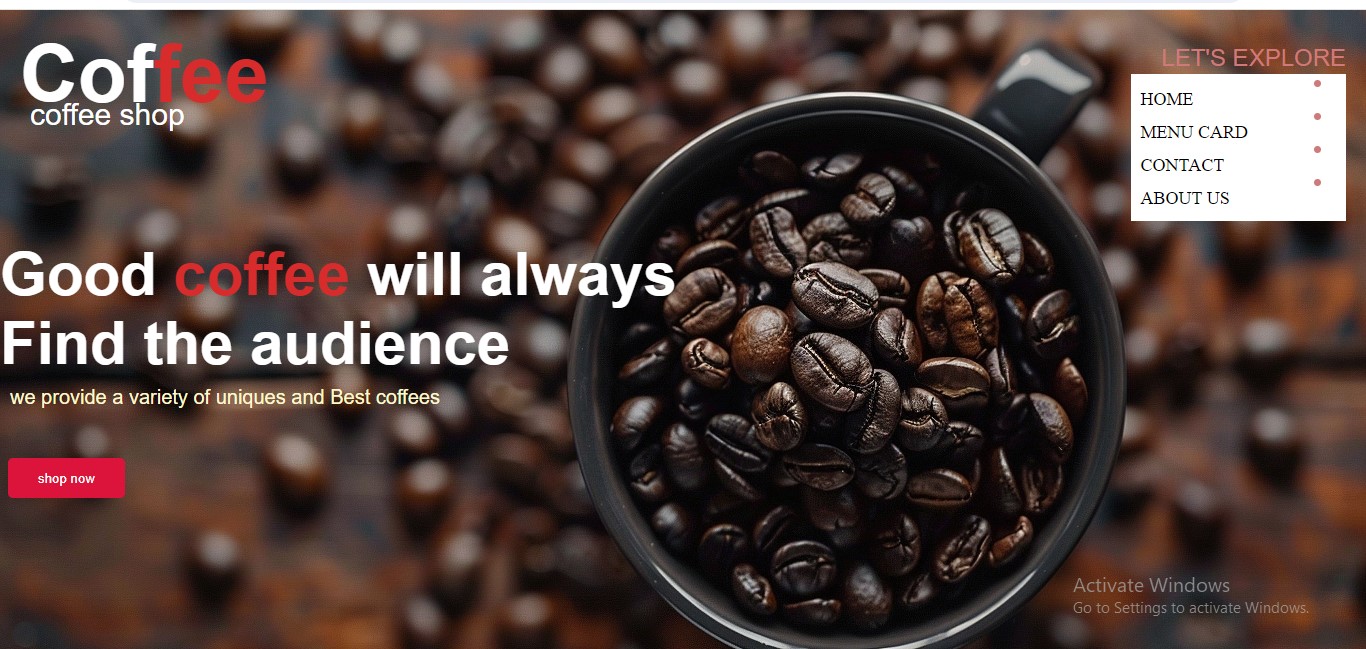 Coffee
coffee shop
LET'S EXPLORE
HOME
MENU CARD
CONTACT
ABOUT US
Good coffee will always
Find the audience
we provide a variety of uniques and Best coffees
shop now
Activate Windows
Go to Settings to activate Windows.